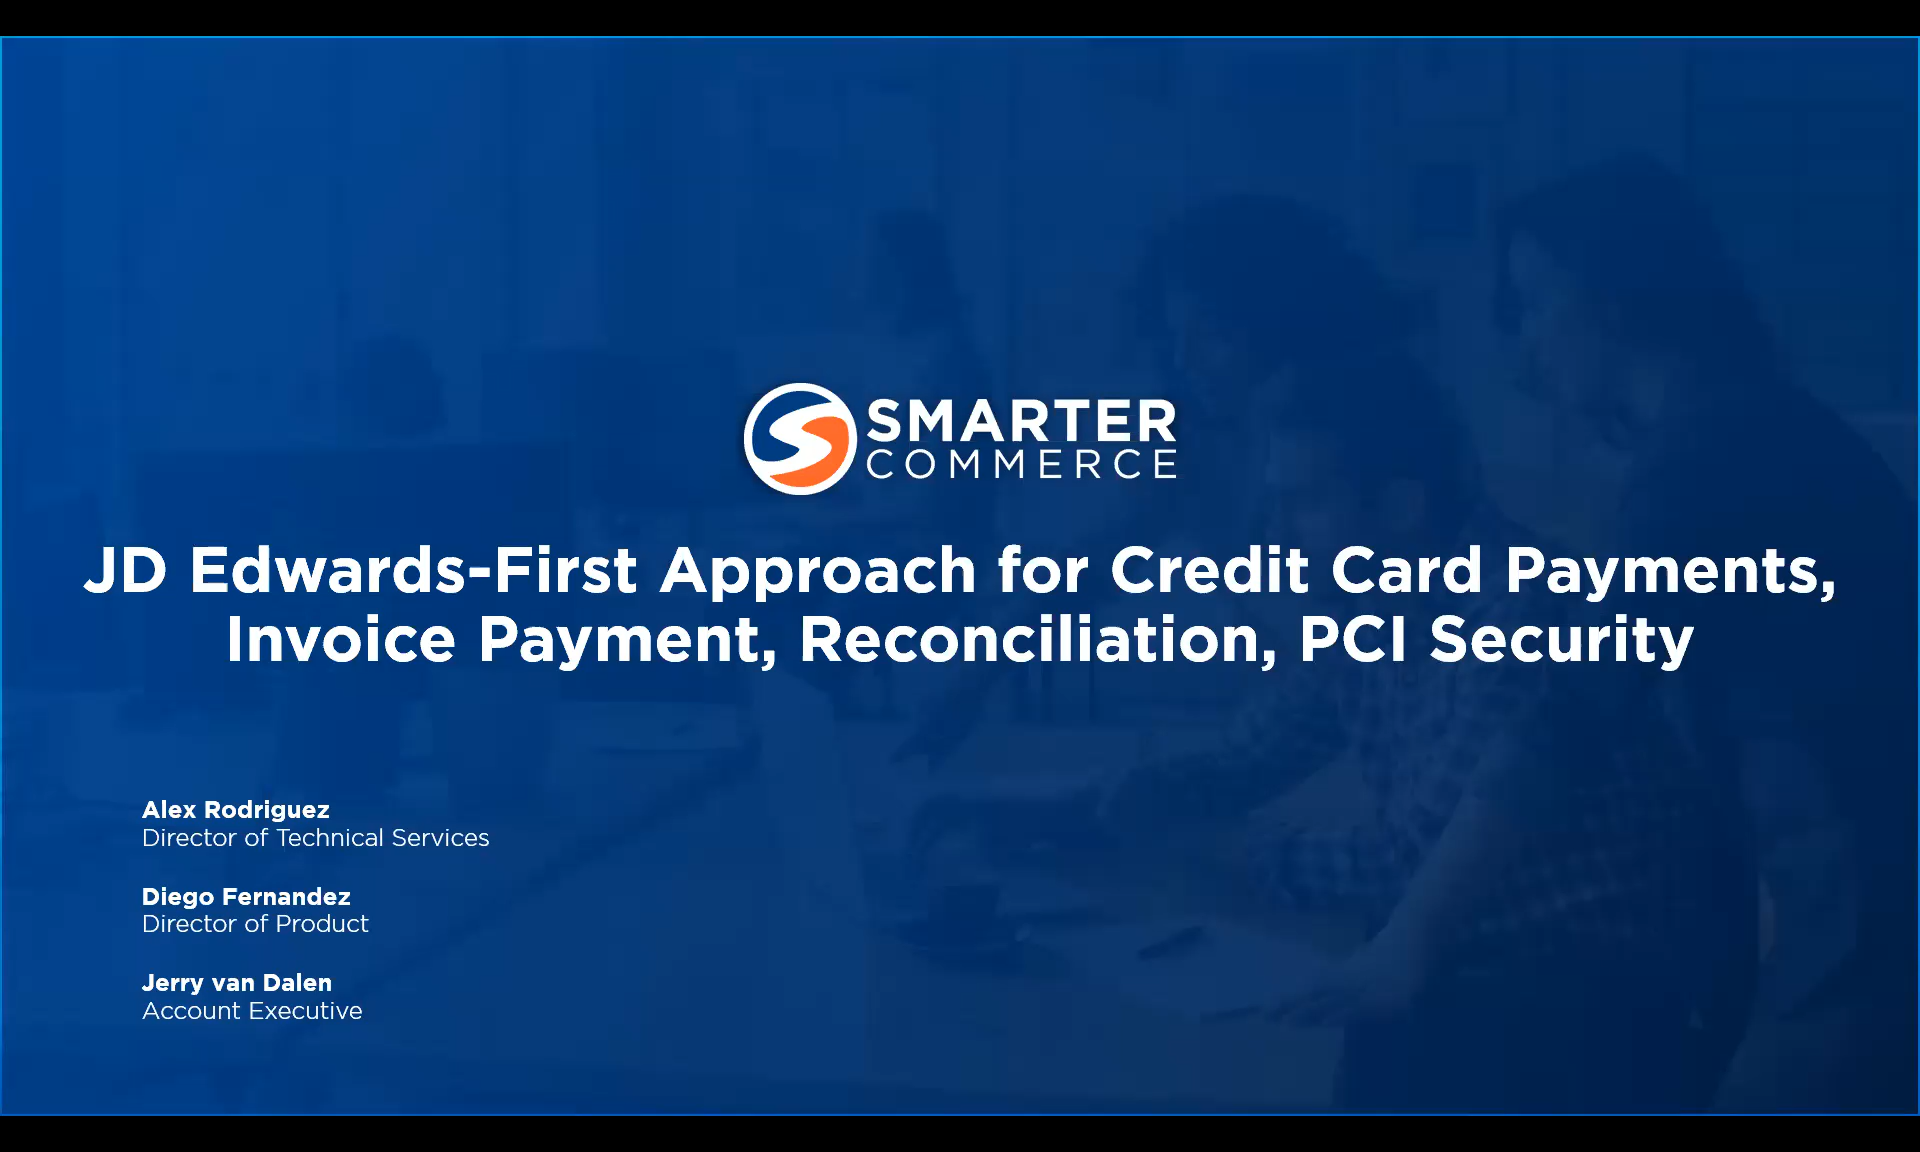 SMARTER
COMMERCE
JD Edwards-First Approach for Credit Card Payments,
Invoice Payment, Reconciliation, PCI Security
Alex Rodriguez
Director of Technical Services
Diego Fernandez
Director of Product
Jerry van Dalen
Account Executive